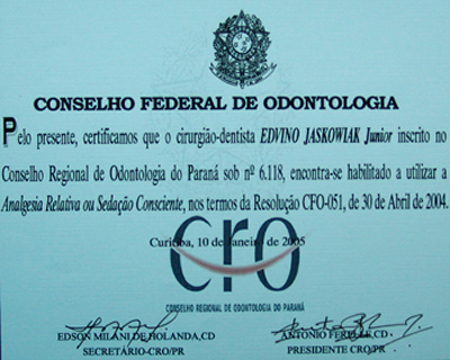 CONSELHO FEDERAL DE ODONTOLOGIA
Pelo presente, certificamos que o cirurgião-dentista EDVINO JASKOWIAK Junior inscrito no
Conselho Regional de Odontologia do Paraná sob nº 6.118, encontra-se habilitado a utilizar a
Analgesia Relativa ou Sedação Consciente, nos termos da Resolução CFO-051, de 30 de Abril de 2004.
Curitiba, 10 de Janeiro de 2005
cro
CONSELHO REGIONAL DE ODONTOLOGIA DO PARANÁ
EDSON MILANI DE HOLANDA,CD
SECRETÁRIO-CRO/PR
ANTONIO FERELLE,CD
PRESIDENTE CRO/PR